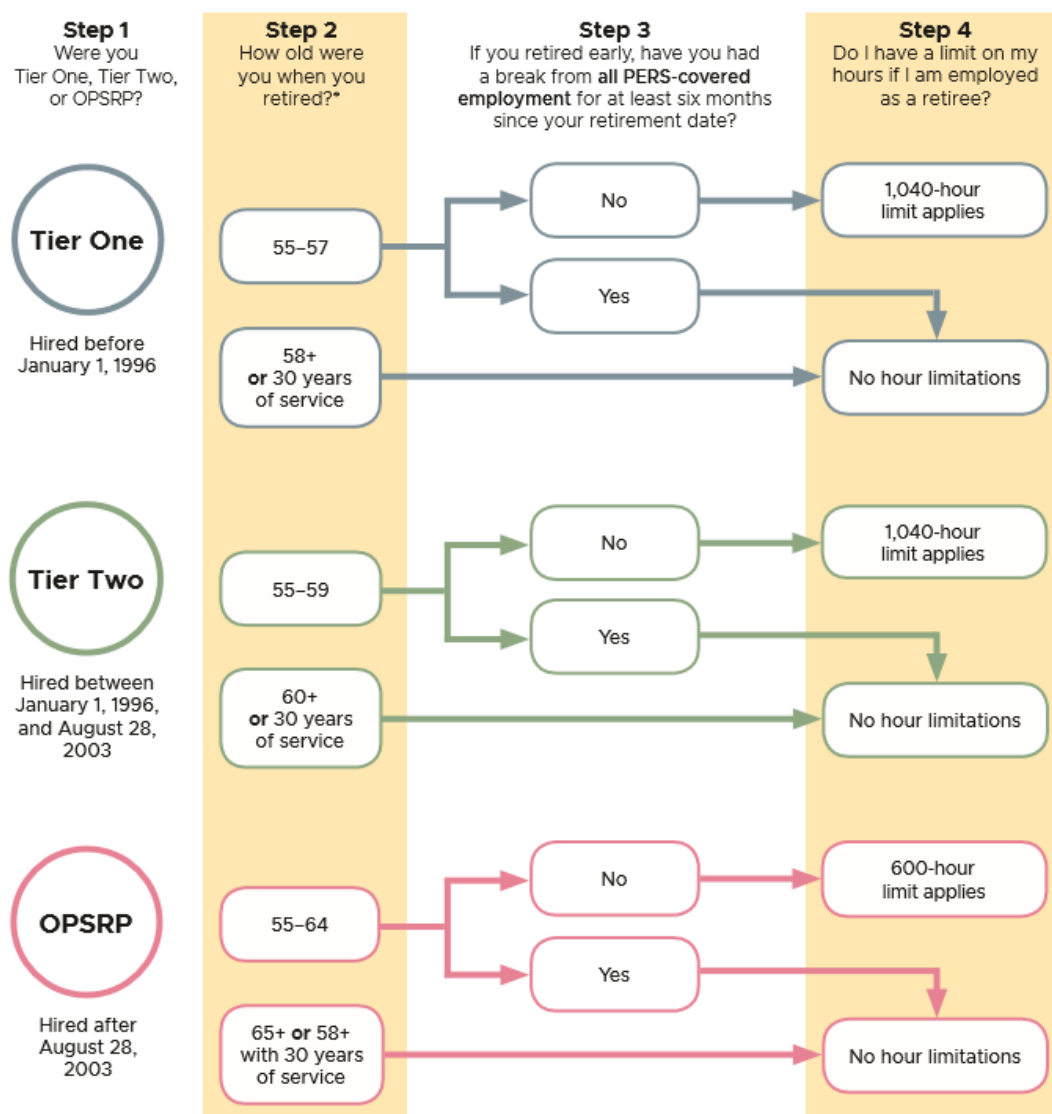 Step 1
Were you
Tier One, Tier Two,
or OPSRP?
Step 2
How old were
you when you
retired?*
Step 3
If you retired early, have you had
a break from all PERS-covered
employment for at least six months
since your retirement date?
Step 4
Do I have a limit on my
hours if I am employed
as a retiree?
Tier One
Hired before
January 1, 1996
55–57
No
1,040-hour
limit applies
Yes
58+
or 30 years
of service
No hour limitations
Tier Two
Hired between
January 1, 1996,
and August 28,
2003
55–59
No
1,040-hour
limit applies
Yes
60+
or 30 years
of service
No hour limitations
OPSRP
Hired after
August 28,
2003
55–64
No
600-hour
limit applies
Yes
65+ or 58+
with 30 years
of service
No hour limitations